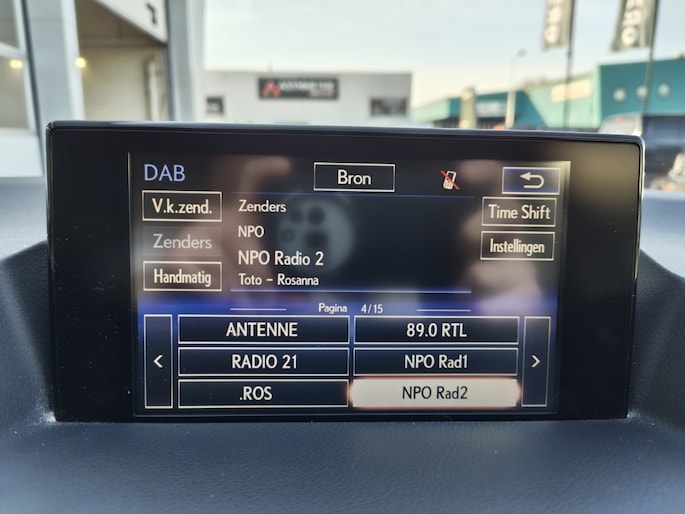 DAB
Bron
V.k.zend.
Zenders
Time Shift
NPO
Zenders
Instellingen
NPO Radio 2
Handmatig
Toto - Rosanna
Pagina 4/15
ANTENNE
89.0 RTL
<
RADIO 21
NPO Rad1
>
.ROS
NPO Rad2